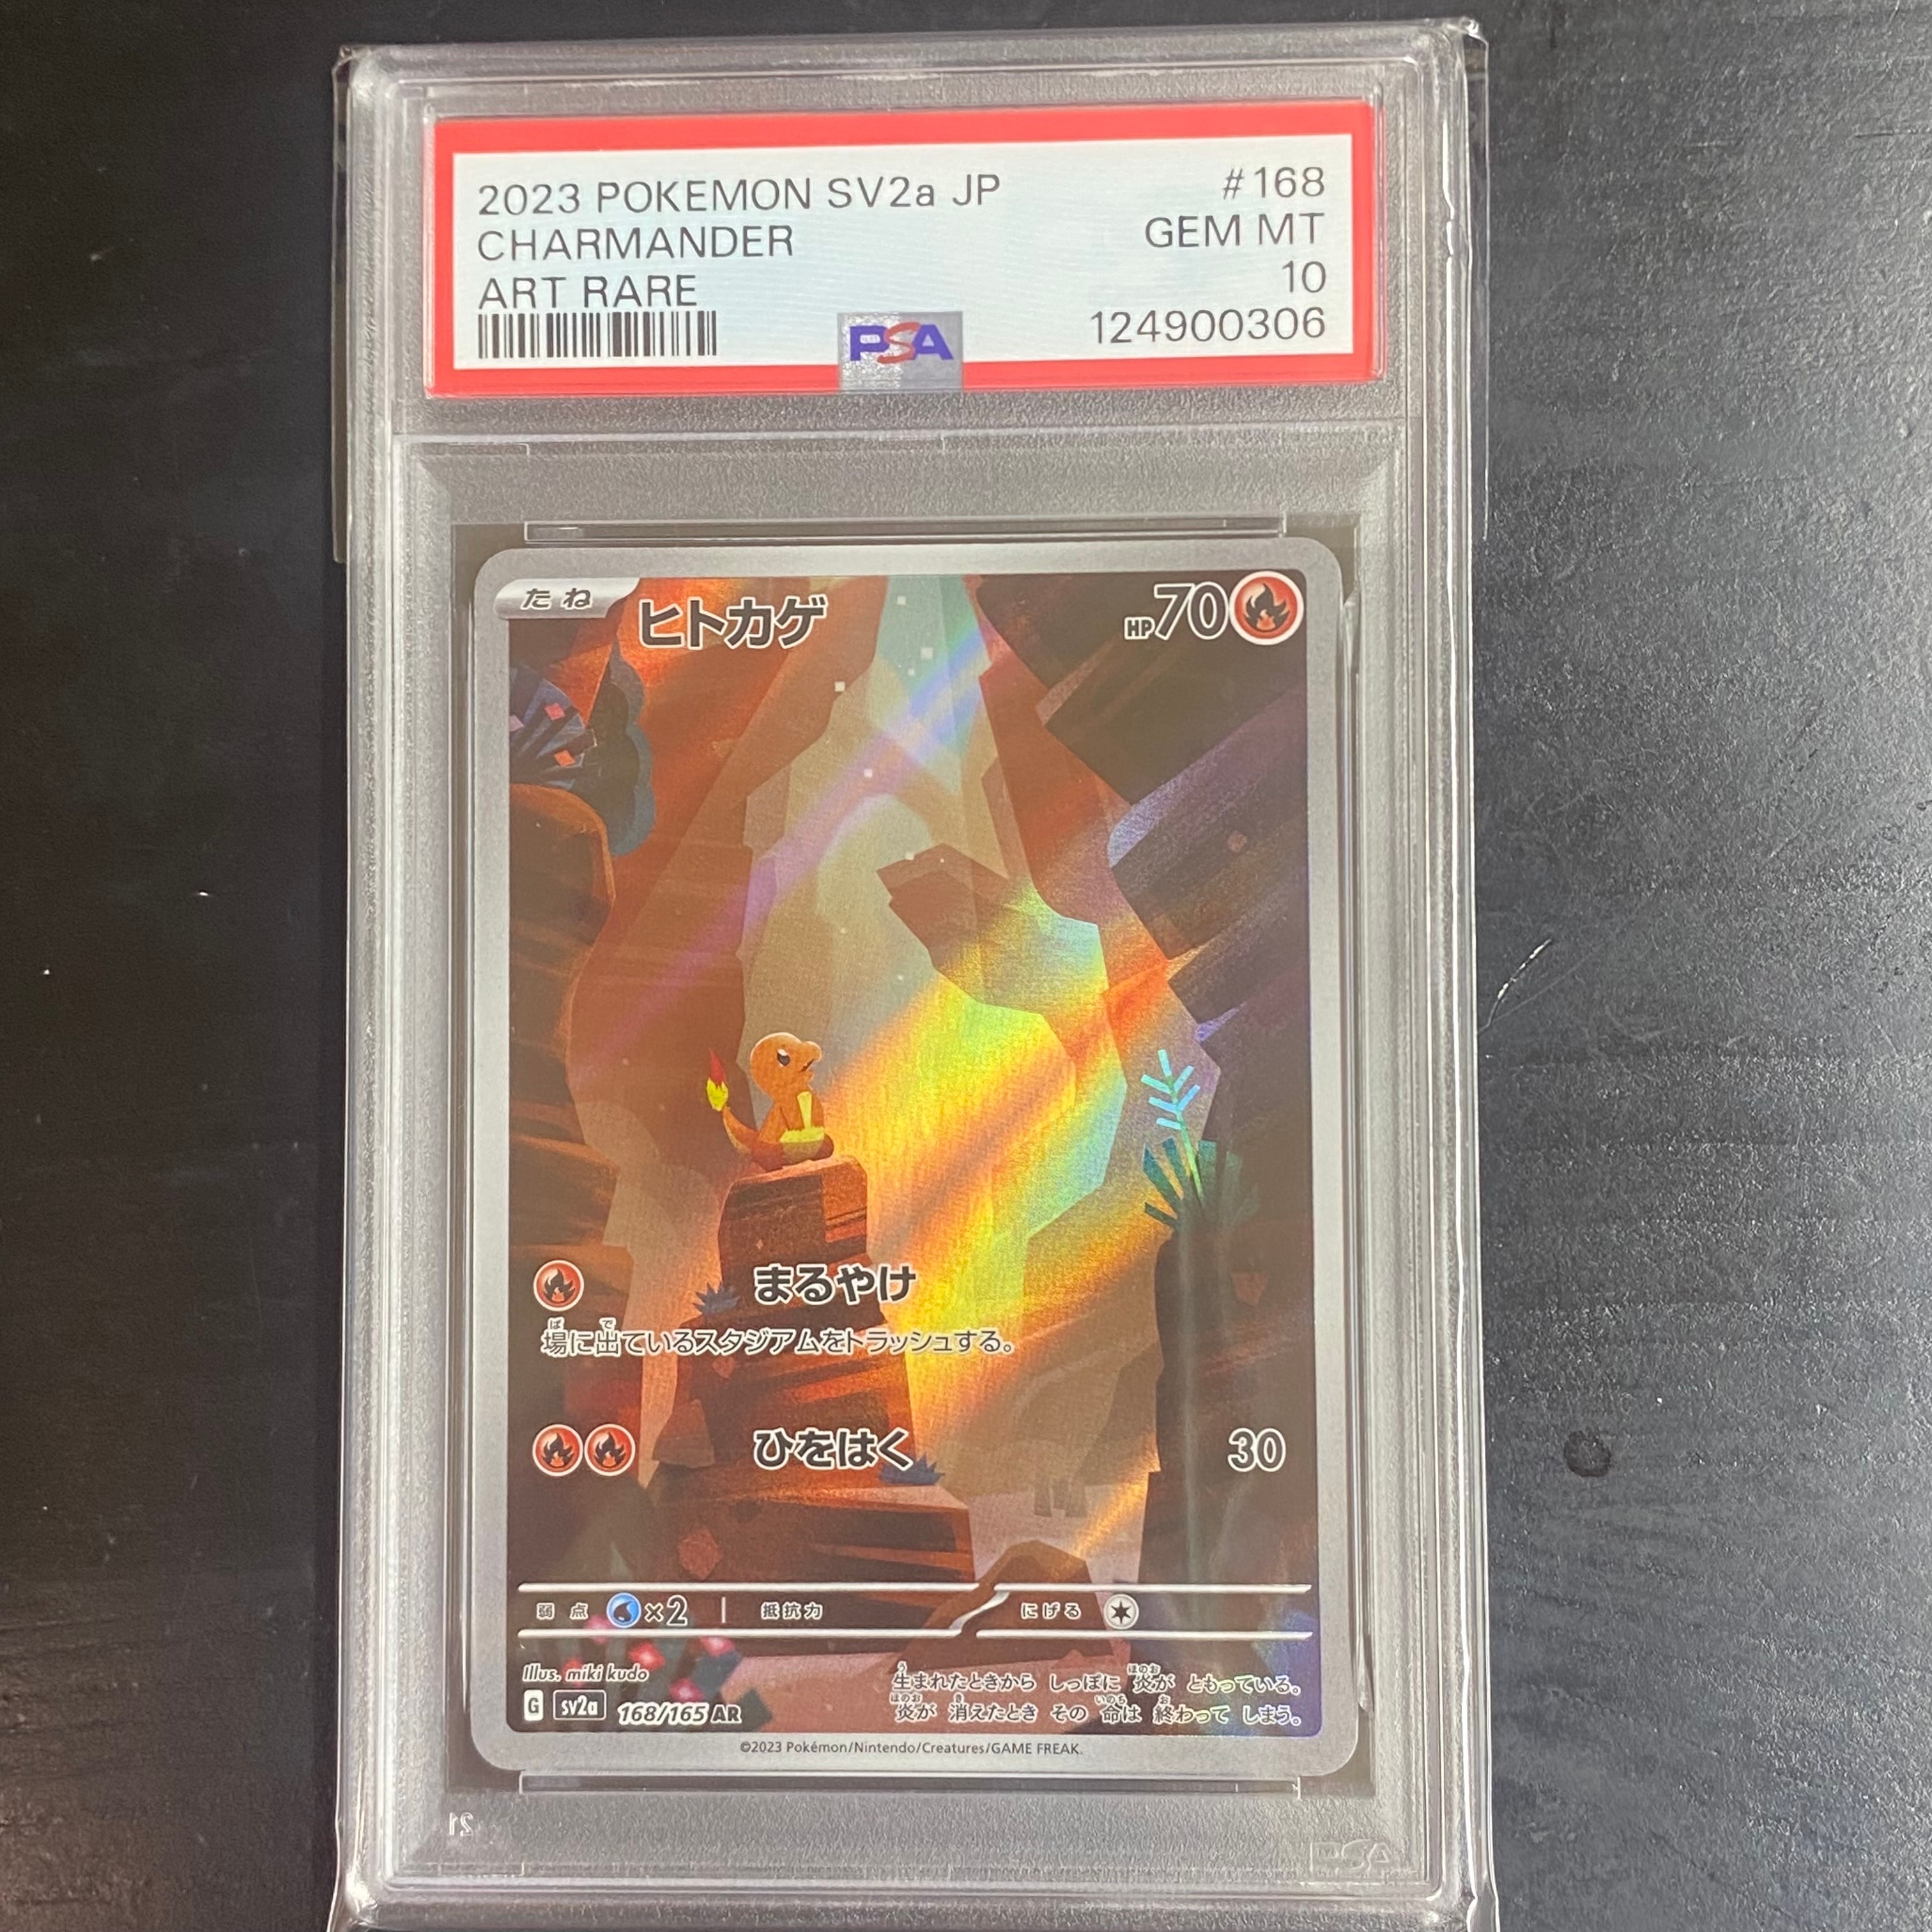 2023 POKEMON SV2a JP #168
CHARMANDER GEM MT
ART RARE 10
PSA 124900306
たね ヒトカゲ HP70
まるやけ
場に出ているスタジアムをトラッシュする。
ひをはく 30
弱点 ×2 抵抗力 にげる
Illus. miki kudo
生まれたときから しっぽに 炎が ともっている。
炎が 消えたとき その 命は 終わって しまう。
G sv2a 168/165 AR
©2023 Pokémon/Nintendo/Creatures/GAME FREAK.
21
PSA